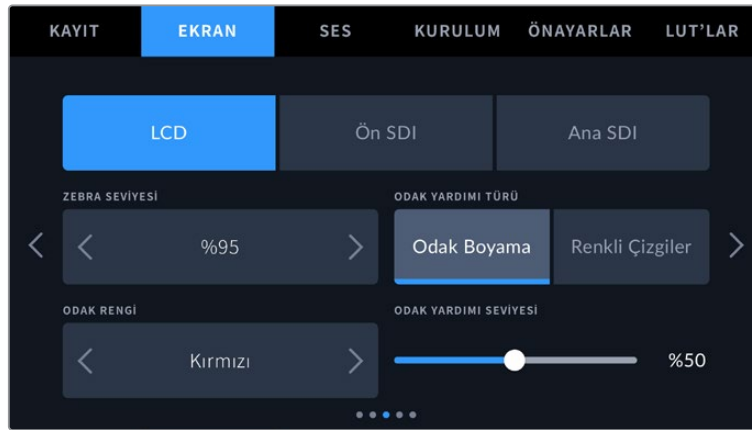 KAYIT EKRAN SES KURULUM ÖNAYARLAR LUT’LAR
LCD Ön SDI Ana SDI
ZEBRA SEVİYESİ ODAK YARDIMI TÜRÜ
%95 Odak Boyama Renkli Çizgiler
ODAK RENGİ ODAK YARDIMI SEVİYESİ
Kırmızı %50